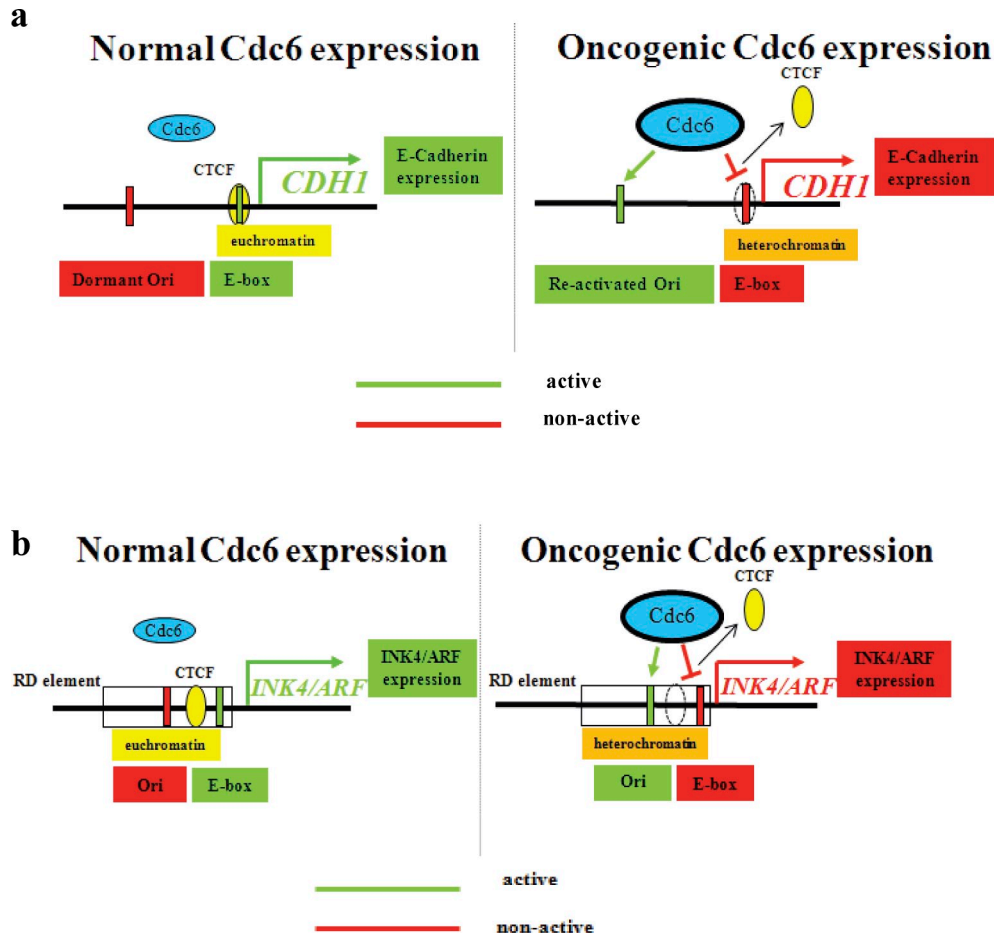 a
Normal Cdc6 expression
Cdc6
CTCF
CDH1
E-Cadherin
expression
euchromatin
Dormant Ori
E-box
Oncogenic Cdc6 expression
CTCF
Cdc6
CDH1
E-Cadherin
expression
heterochromatin
Re-activated Ori
E-box
active
non-active
b
Normal Cdc6 expression
Cdc6
CTCF
RD element
INK4/ARF
INK4/ARF
expression
euchromatin
Ori
E-box
Oncogenic Cdc6 expression
CTCF
Cdc6
RD element
INK4/ARF
INK4/ARF
expression
heterochromatin
Ori
E-box
active
non-active